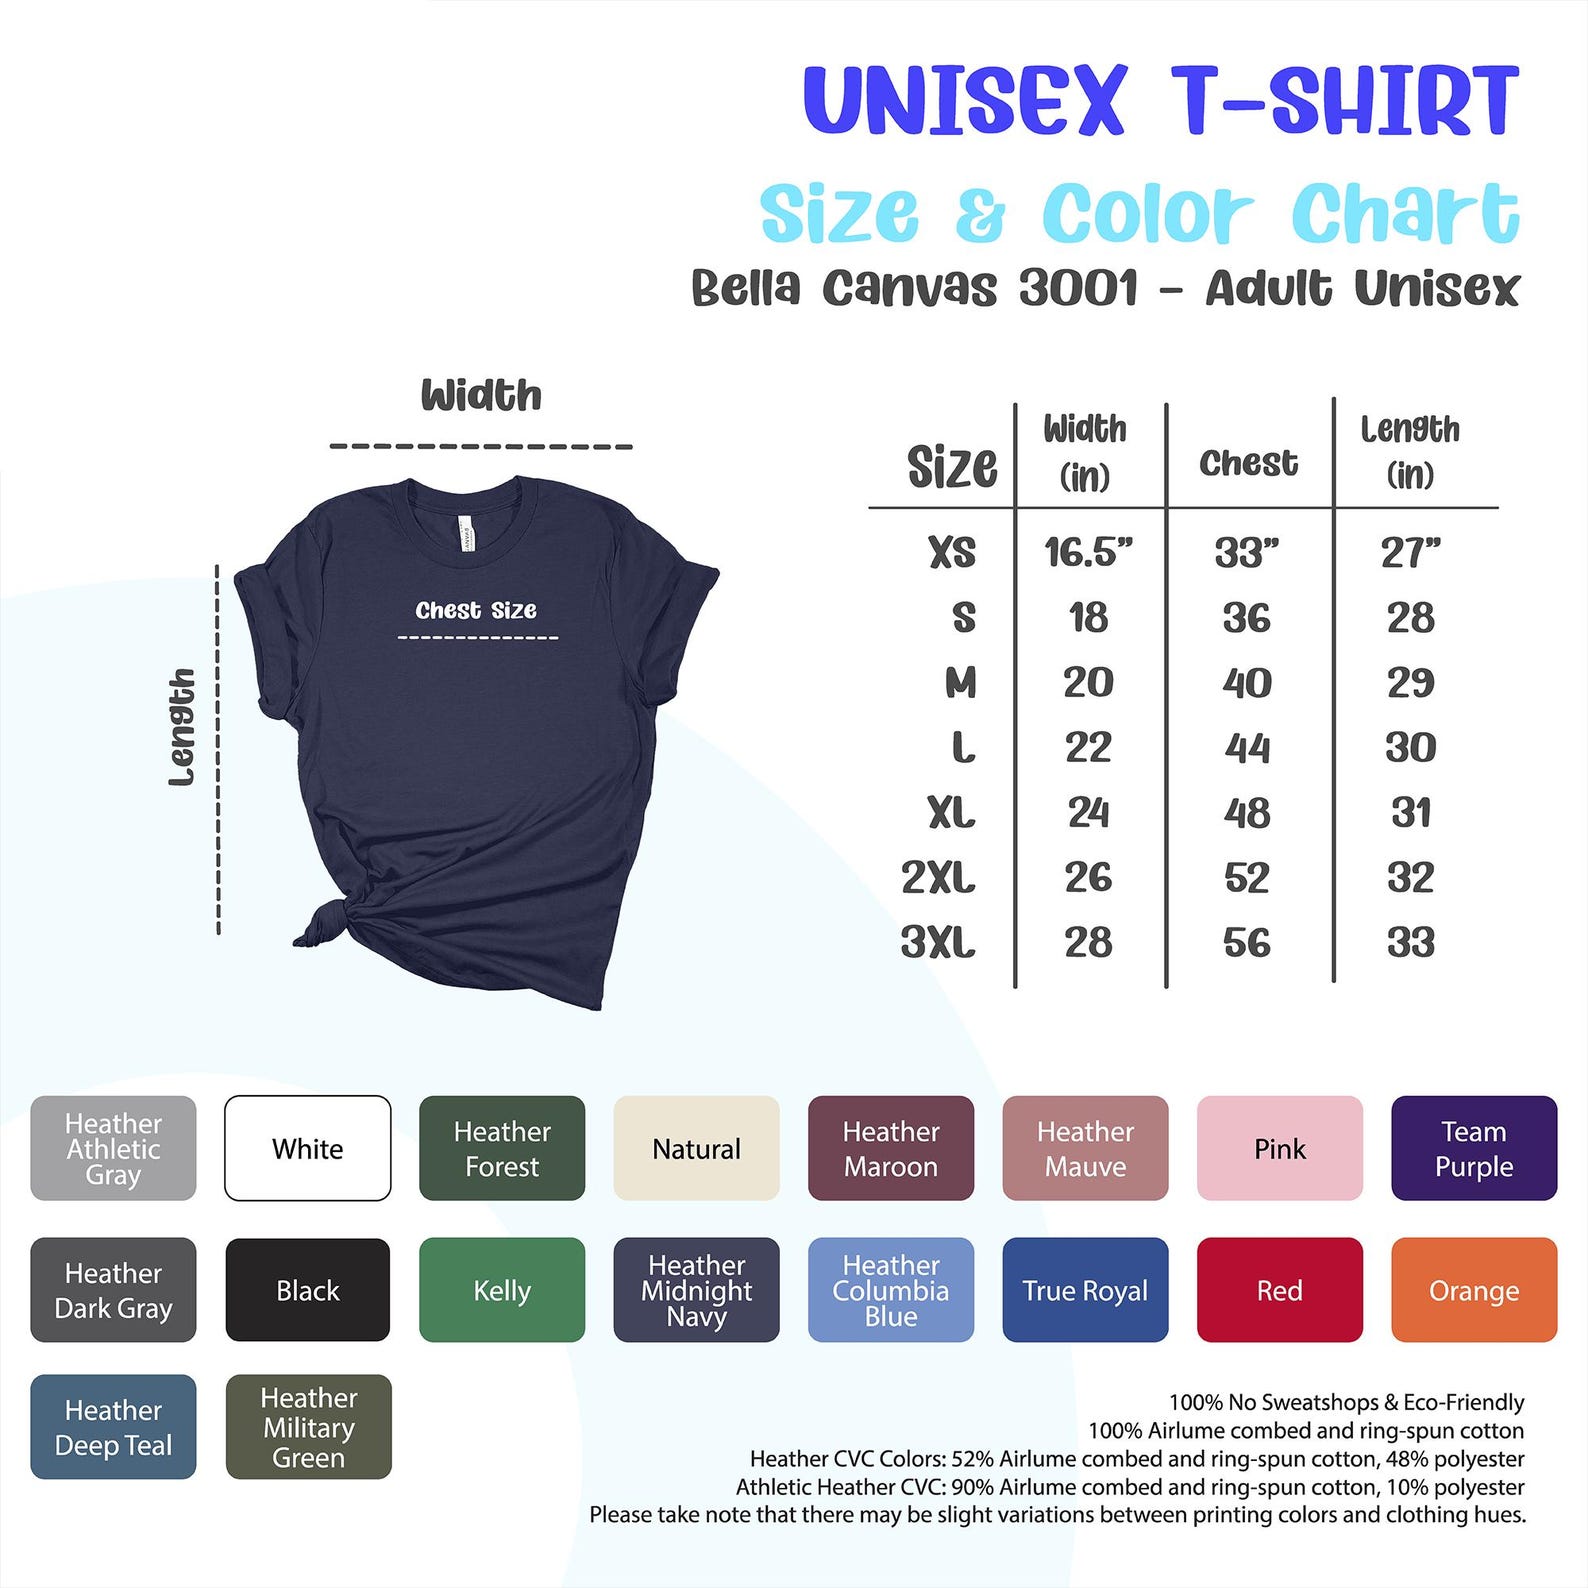 UNISEX T-SHIRT
Size & Color Chart
Bella Canvas 3001 - Adult Unisex
Width
Chest Size
Length
CANVAS
Size Width (in) Chest Length (in)
XS 16.5” 33” 27”
S 18 36 28
M 20 40 29
L 22 44 30
XL 24 48 31
2XL 26 52 32
3XL 28 56 33
Heather
Athletic
Gray
White
Heather
Forest
Natural
Heather
Maroon
Heather
Mauve
Pink
Team
Purple
Heather
Dark Gray
Black
Kelly
Heather
Midnight
Navy
Heather
Columbia
Blue
True Royal
Red
Orange
Heather
Deep Teal
Heather
Military
Green
100% No Sweatshops & Eco-Friendly
100% Airlume combed and ring-spun cotton
Heather CVC Colors: 52% Airlume combed and ring-spun cotton, 48% polyester
Athletic Heather CVC: 90% Airlume combed and ring-spun cotton, 10% polyester
Please take note that there may be slight variations between printing colors and clothing hues.